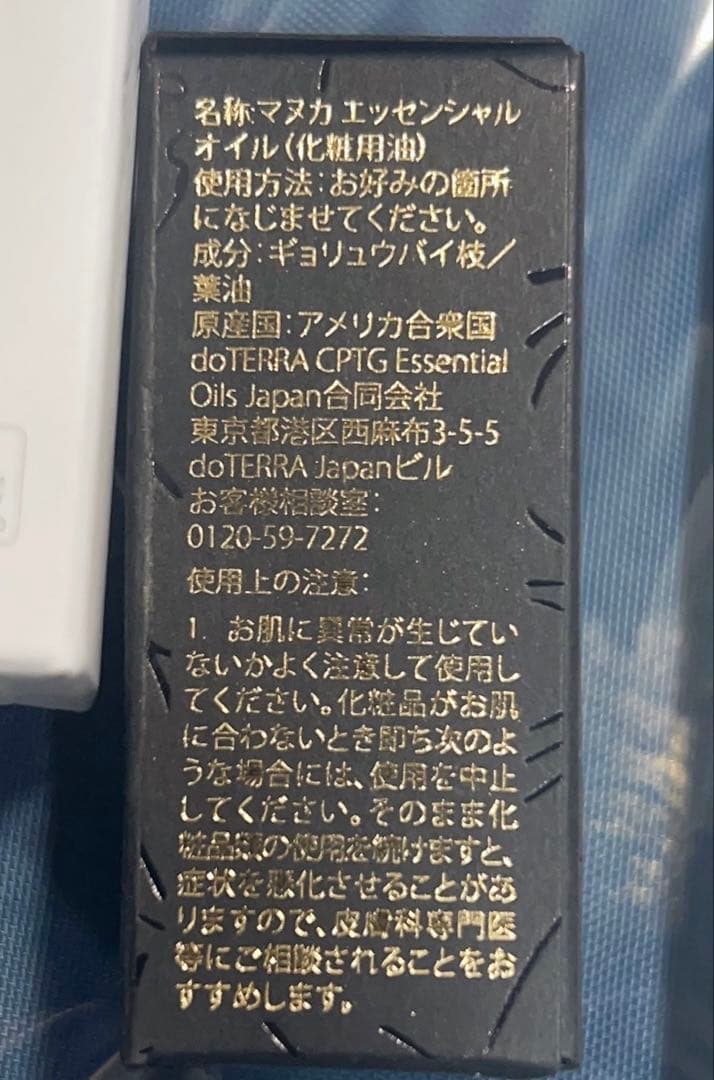 名称:マヌカ エッセンシャル
オイル(化粧用油)
使用方法:お好みの箇所
になじませてください。
成分:ギョリュウバイ枝/
葉油
原産国:アメリカ合衆国
doTERRA CPTG Essential
Oils Japan合同会社
東京都港区西麻布3-5-5
doTERRA Japanビル
お客様相談室:
0120-59-7272
使用上の注意:
1. お肌に異常が生じてい
ないかよく注意して使用し
てください。化粧品がお肌
に合わないとき即ち次のよ
うな場合には、使用を中止
してください。そのまま化
粧品類の使用を続けますと、
症状を悪化させることがあ
りますので、皮膚科専門医
等にご相談されることをお
すすめします。